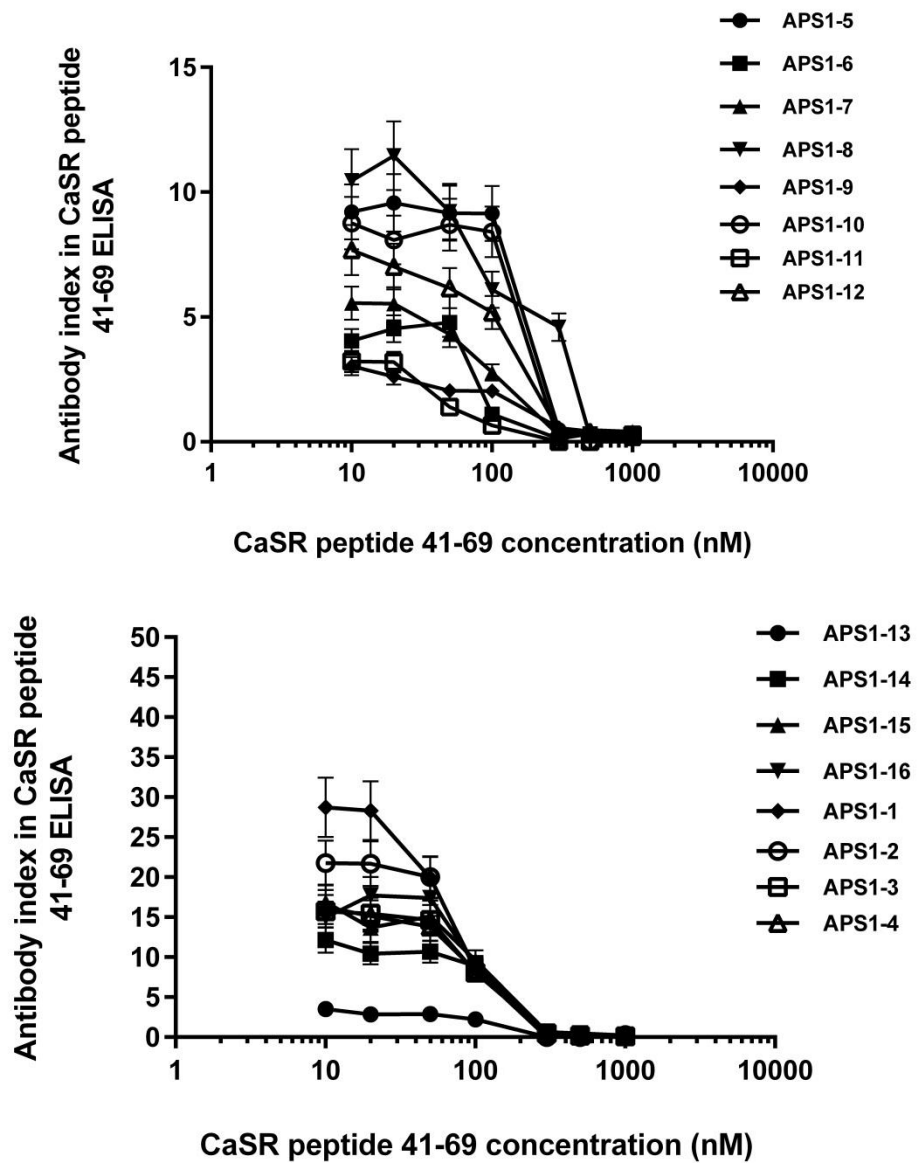 APS1-5
APS1-6
APS1-7
APS1-8
APS1-9
APS1-10
APS1-11
APS1-12
Antibody index in CaSR peptide
41-69 ELISA
15
10
5
0
1
10
100
1000
10000
CaSR peptide 41-69 concentration (nM)
APS1-13
APS1-14
APS1-15
APS1-16
APS1-1
APS1-2
APS1-3
APS1-4
Antibody index in CaSR peptide
41-69 ELISA
50
45
40
35
30
25
20
15
10
5
0
1
10
100
1000
10000
CaSR peptide 41-69 concentration (nM)